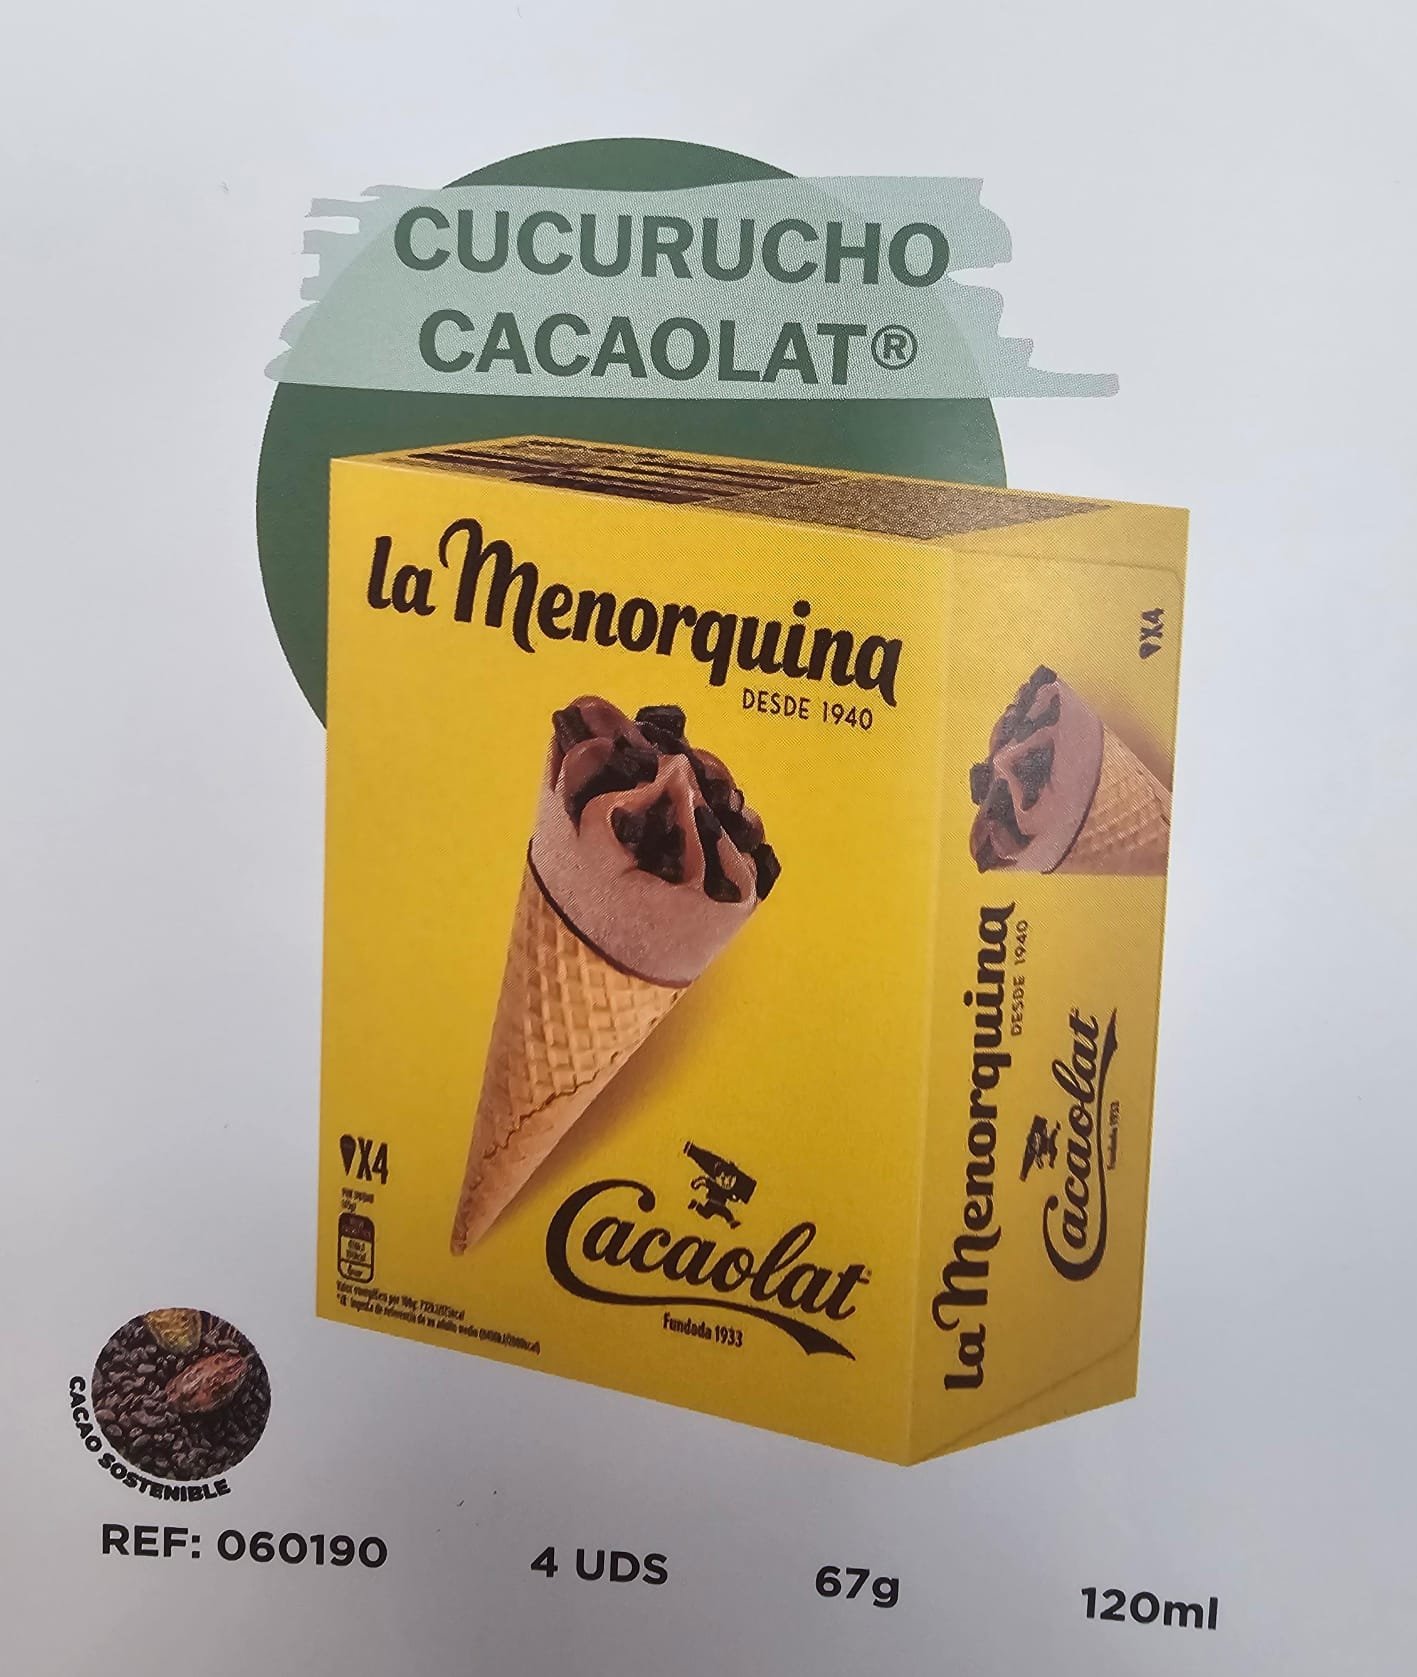 CUCURUCHO
CACAOLAT®
la Menorquina
DESDE 1940
X4
Cacaolat
Fundada 1933
X4
la Menorquina
DESDE 1940
Cacaolat
Fundada 1933
CACAO SOSTENIBLE
REF: 060190 4 UDS 67g 120ml